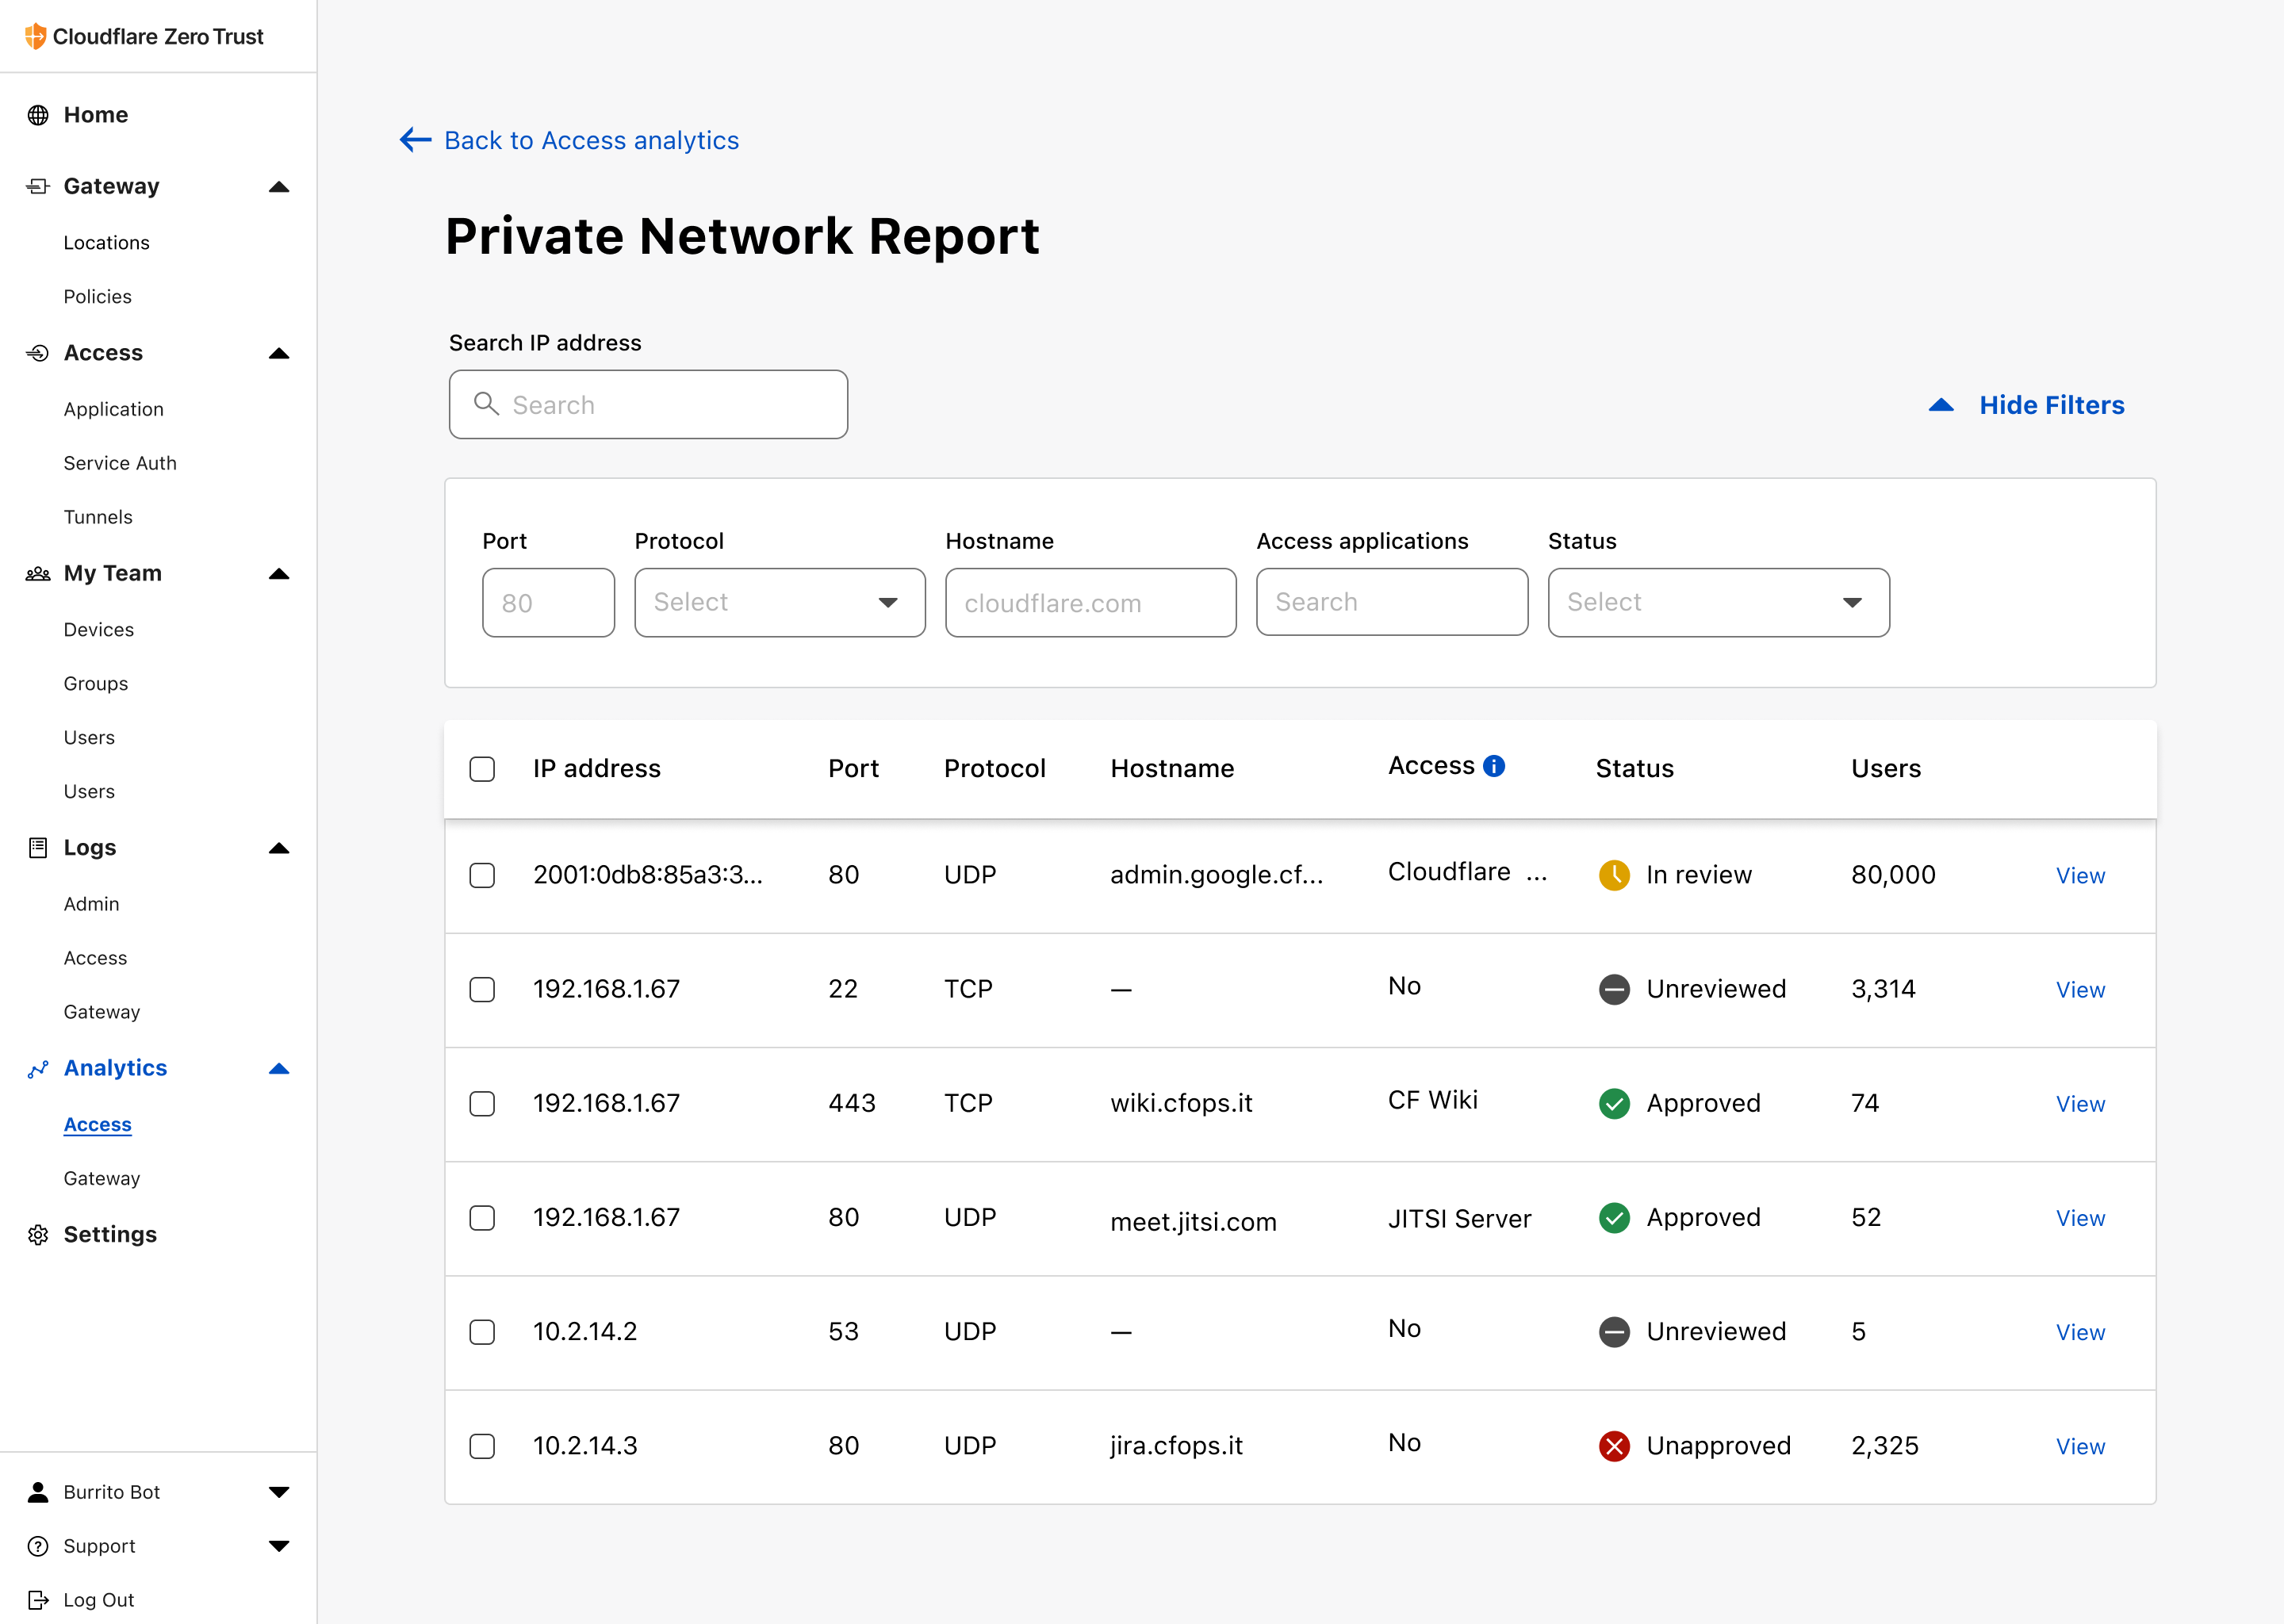 Cloudflare Zero Trust
Home
Gateway
Locations
Policies
Access
Application
Service Auth
Tunnels
My Team
Devices
Groups
Users
Users
Logs
Admin
Access
Gateway
Analytics
Access
Gateway
Settings
Burrito Bot
Support
Log Out
Back to Access analytics
Private Network Report
Search IP address
Search
Hide Filters
Port Protocol Hostname Access applications Status
80 Select cloudflare.com Search Select
IP address Port Protocol Hostname Access Status Users
2001:0db8:85a3:3... 80 UDP admin.google.cf... Cloudflare ... In review 80,000 View
192.168.1.67 22 TCP — No Unreviewed 3,314 View
192.168.1.67 443 TCP wiki.cfops.it CF Wiki Approved 74 View
192.168.1.67 80 UDP meet.jitsi.com JITSI Server Approved 52 View
10.2.14.2 53 UDP — No Unreviewed 5 View
10.2.14.3 80 UDP jira.cfops.it No Unapproved 2,325 View